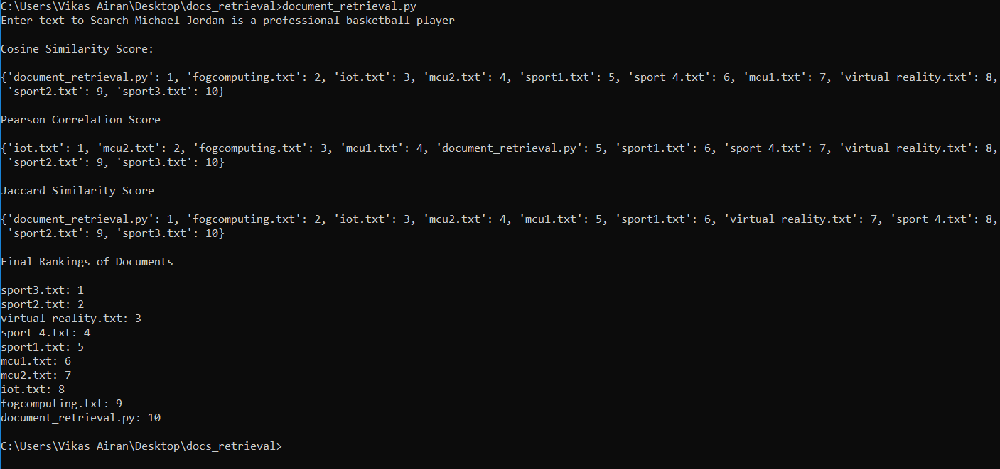 C:\Users\Vikas Airan\Desktop\docs_retrieval>document_retrieval.py
Enter text to Search Michael Jordan is a professional basketball player
Cosine Similarity Score:
{'document_retrieval.py': 1, 'fogcomputing.txt': 2, 'iot.txt': 3, 'mcu2.txt': 4, 'sport1.txt': 5, 'sport 4.txt': 6, 'mcu1.txt': 7, 'virtual reality.txt': 8,
'sport2.txt': 9, 'sport3.txt': 10}
Pearson Correlation Score
{'iot.txt': 1, 'mcu2.txt': 2, 'fogcomputing.txt': 3, 'mcu1.txt': 4, 'document_retrieval.py': 5, 'sport1.txt': 6, 'sport 4.txt': 7, 'virtual reality.txt': 8,
'sport2.txt': 9, 'sport3.txt': 10}
Jaccard Similarity Score
{'document_retrieval.py': 1, 'fogcomputing.txt': 2, 'iot.txt': 3, 'mcu2.txt': 4, 'mcu1.txt': 5, 'sport1.txt': 6, 'virtual reality.txt': 7, 'sport 4.txt': 8,
'sport2.txt': 9, 'sport3.txt': 10}
Final Rankings of Documents
sport3.txt: 1
sport2.txt: 2
virtual reality.txt: 3
sport 4.txt: 4
sport1.txt: 5
mcu1.txt: 6
mcu2.txt: 7
iot.txt: 8
fogcomputing.txt: 9
document_retrieval.py: 10
C:\Users\Vikas Airan\Desktop\docs_retrieval>